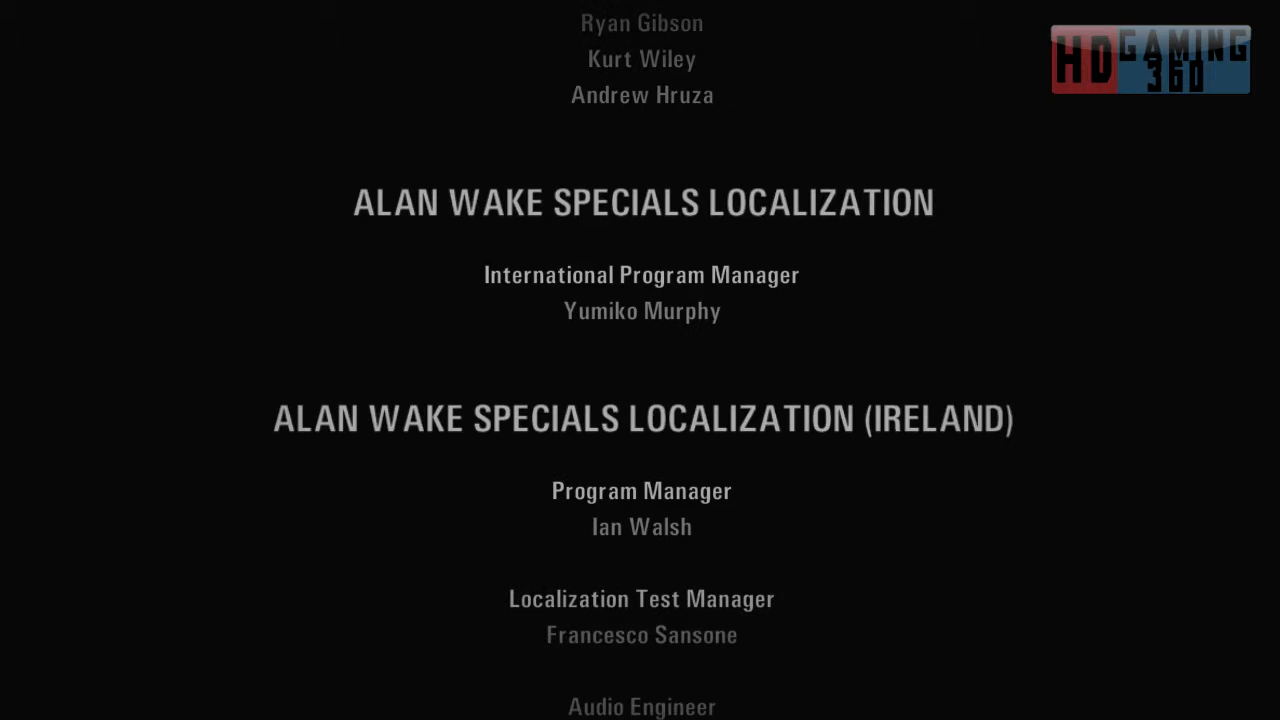 Ryan Gibson
Kurt Wiley
Andrew Hruza
HD GAMING
360
ALAN WAKE SPECIALS LOCALIZATION
International Program Manager
Yumiko Murphy
ALAN WAKE SPECIALS LOCALIZATION (IRELAND)
Program Manager
Ian Walsh
Localization Test Manager
Francesco Sansone
Audio Engineer